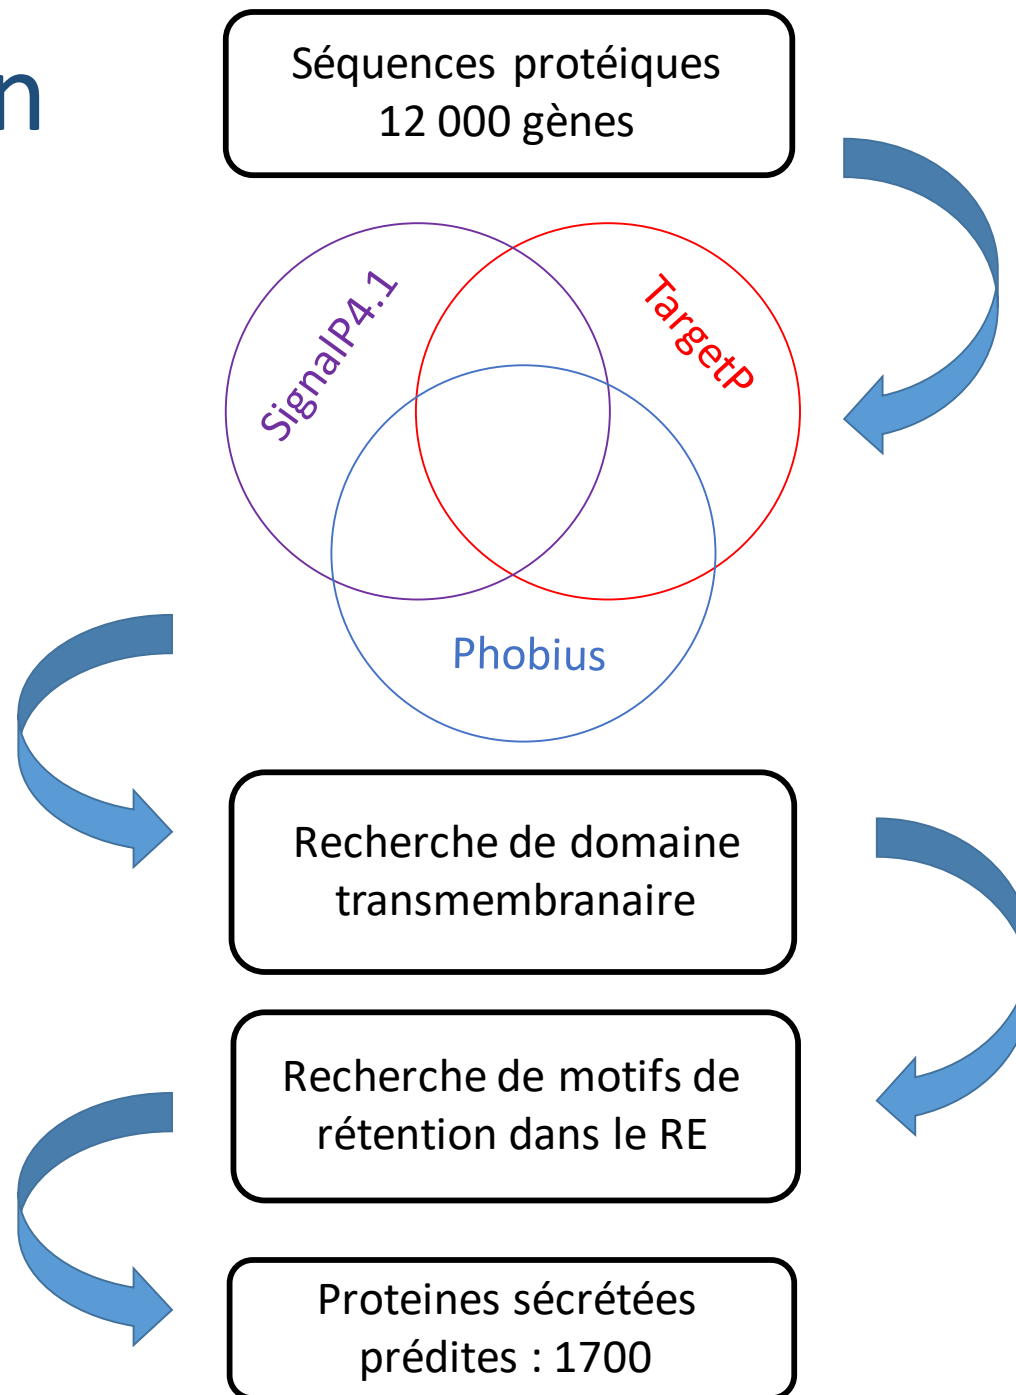 n
Séquences protéiques
12 000 gènes
SignalP4.1
TargetP
Phobius
Recherche de domaine
transmembranaire
Recherche de motifs de
rétention dans le RE
Proteines sécrétées
prédites : 1700